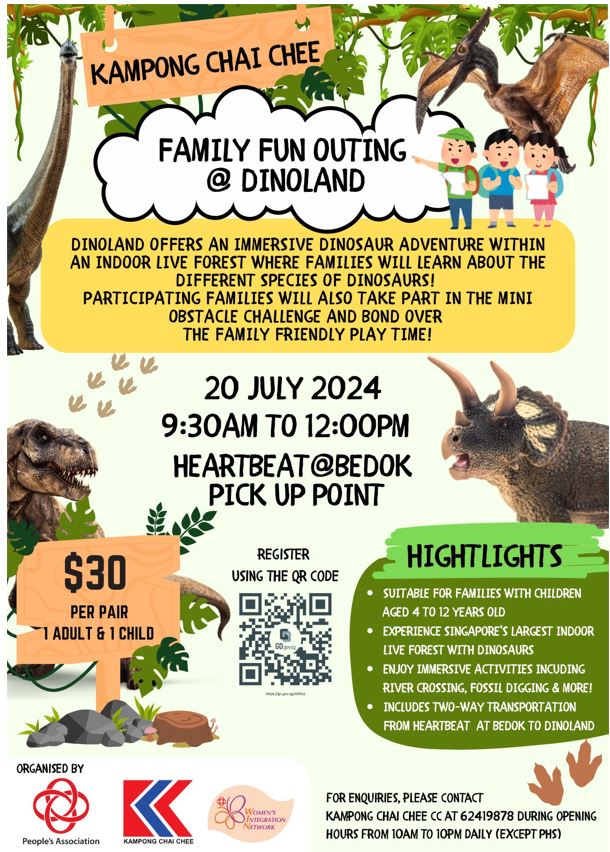 KAMPONG CHAI CHEE
FAMILY FUN OUTING
@ DINOLAND
DINOLAND OFFERS AN IMMERSIVE DINOSAUR ADVENTURE WITHIN
AN INDOOR LIVE FOREST WHERE FAMILIES WILL LEARN ABOUT THE
DIFFERENT SPECIES OF DINOSAURS!
PARTICIPATING FAMILIES WILL ALSO TAKE PART IN THE MINI
OBSTACLE CHALLENGE AND BOND OVER
THE FAMILY FRIENDLY PLAY TIME!
20 JULY 2024
9:30AM TO 12:00PM
HEARTBEAT@BEDOK
PICK UP POINT
$30
PER PAIR
1 ADULT & 1 CHILD
REGISTER
USING THE QR CODE
HIGHTLIGHTS
• SUITABLE FOR FAMILIES WITH CHILDREN
AGED 4 TO 12 YEARS OLD
• EXPERIENCE SINGAPORE'S LARGEST INDOOR
LIVE FOREST WITH DINOSAURS
• ENJOY IMMERSIVE ACTIVITIES INCUDING
RIVER CROSSING, FOSSIL DIGGING & MORE!
• INCLUDES TWO-WAY TRANSPORTATION
FROM HEARTBEAT AT BEDOK TO DINOLAND
ORGANISED BY
People's Association
KAMPONG CHAI CHEE
WOMEN'S
INTEGRATION
NETWORK
FOR ENQUIRIES, PLEASE CONTACT
KAMPONG CHAI CHEE CC AT 62419878 DURING OPENING
HOURS FROM 10AM TO 10PM DAILY (EXCEPT PHS)